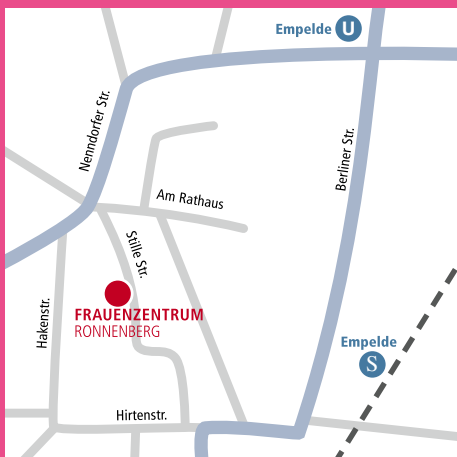 Empelde U
Nenndorfer Str.
Berliner Str.
Am Rathaus
Stille Str.
FRAUENZENTRUM
RONNENBERG
Hakenstr.
Empelde
S
Hirtenstr.